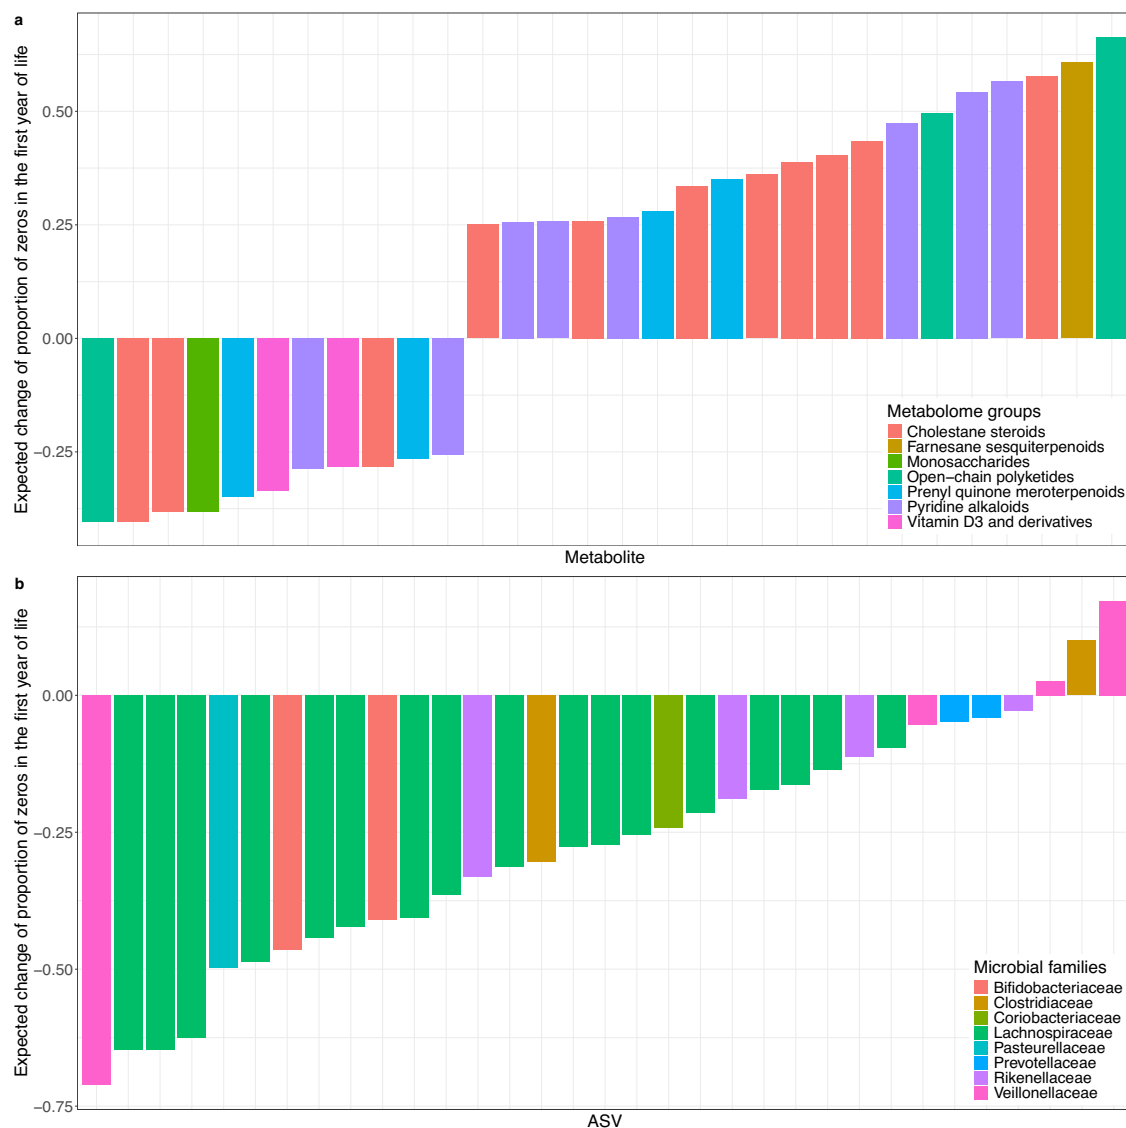 a
Expected change of proportion of zeros in the first year of life
0.50
0.25
0.00
−0.25
Metabolome groups
Cholestane steroids
Farnesane sesquiterpenoids
Monosaccharides
Open−chain polyketides
Prenyl quinone meroterpenoids
Pyridine alkaloids
Vitamin D3 and derivatives
Metabolite
b
Expected change of proportion of zeros in the first year of life
0.00
−0.25
−0.50
−0.75
Microbial families
Bifidobacteriaceae
Clostridiaceae
Coriobacteriaceae
Lachnospiraceae
Pasteurellaceae
Prevotellaceae
Rikenellaceae
Veillonellaceae
ASV